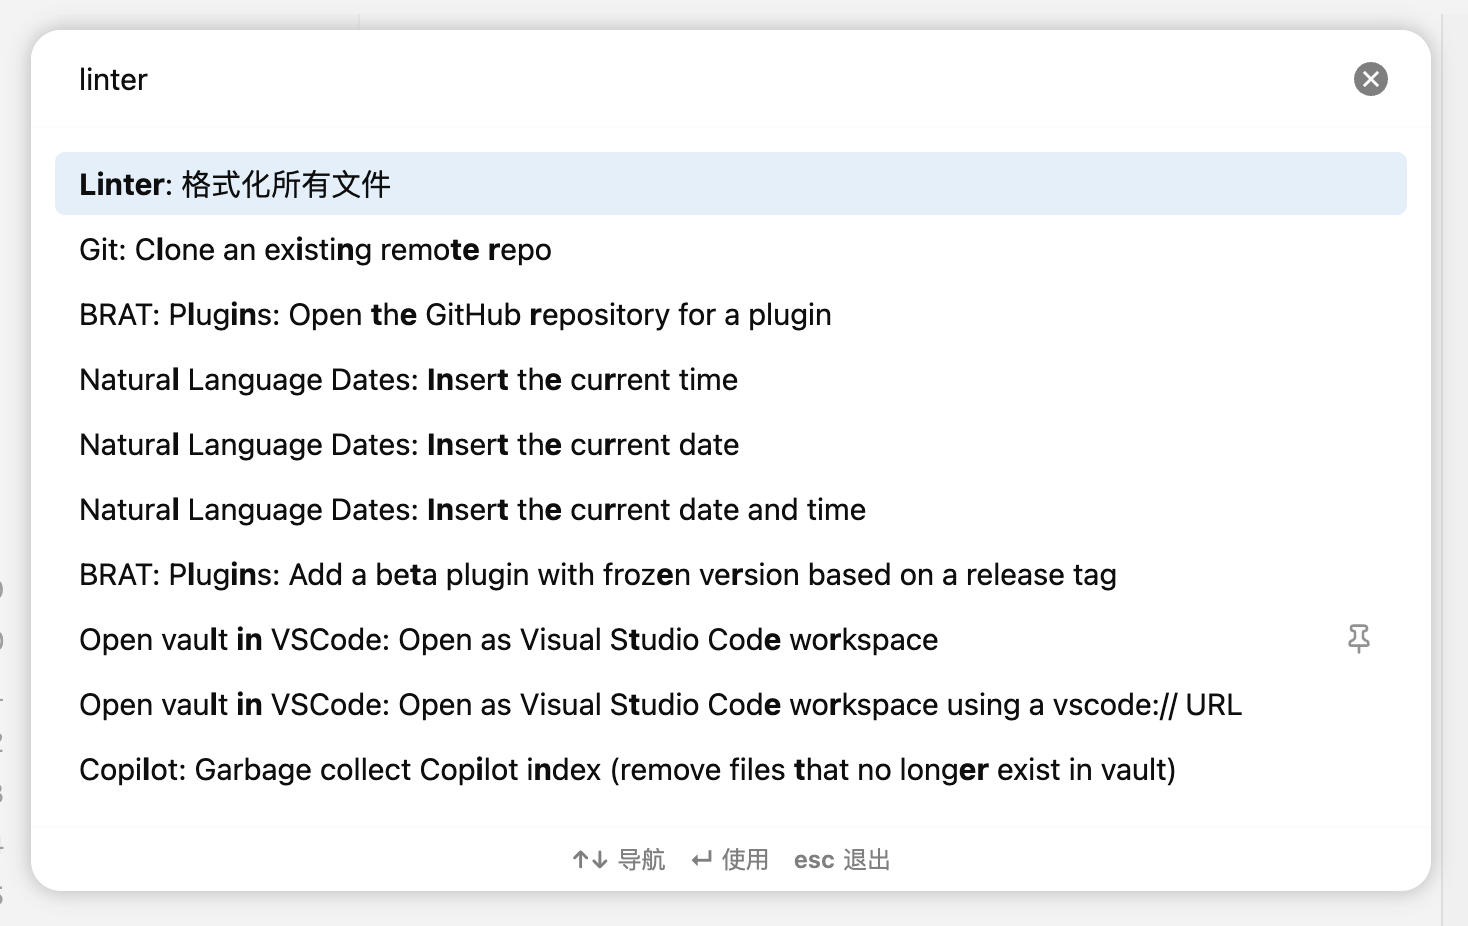 linter
Linter: 格式化所有文件
Git: Clone an existing remote repo
BRAT: Plugins: Open the GitHub repository for a plugin
Natural Language Dates: Insert the current time
Natural Language Dates: Insert the current date
Natural Language Dates: Insert the current date and time
BRAT: Plugins: Add a beta plugin with frozen version based on a release tag
Open vault in VSCode: Open as Visual Studio Code workspace
Open vault in VSCode: Open as Visual Studio Code workspace using a vscode:// URL
Copilot: Garbage collect Copilot index (remove files that no longer exist in vault)
↑↓ 导航 ↵ 使用 esc 退出